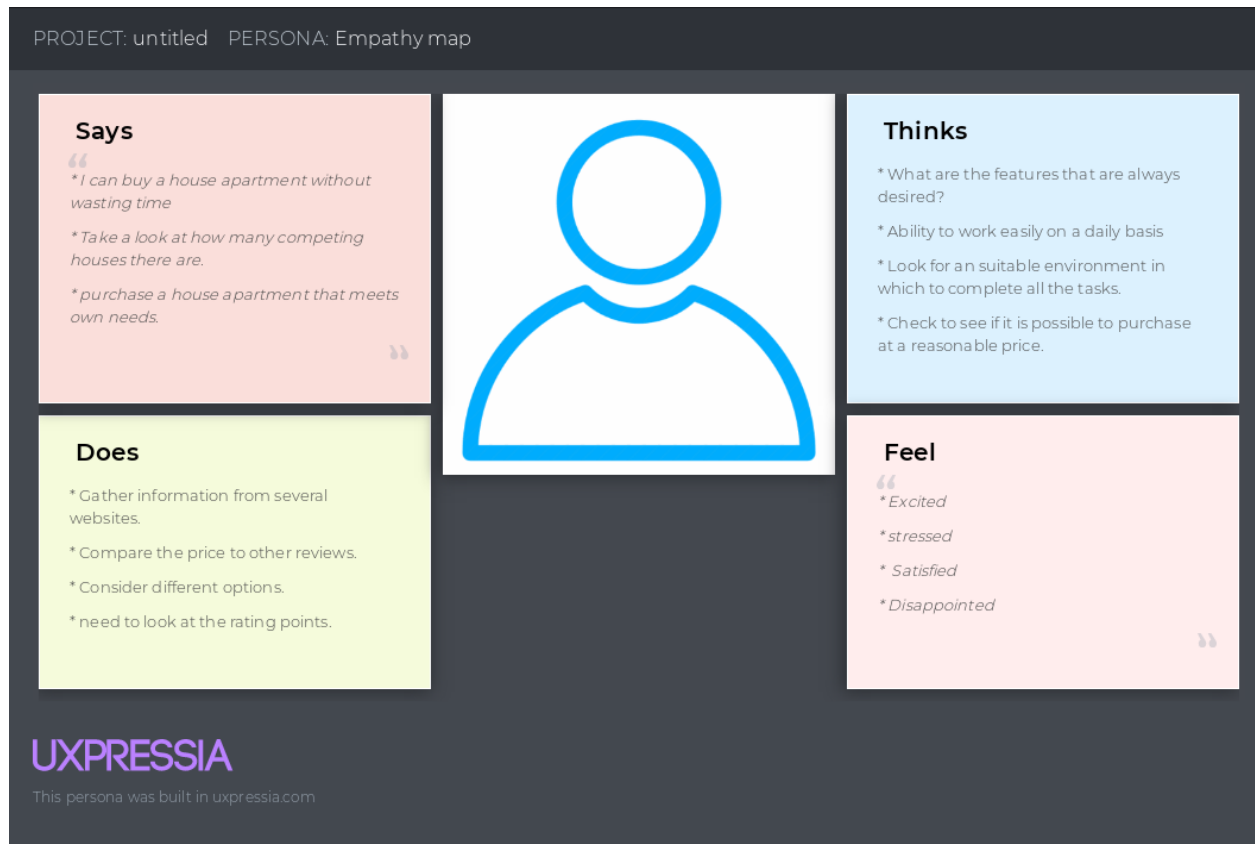 PROJECT: untitled PERSONA: Empathy map
Says
“
* I can buy a house apartment without
wasting time
* Take a look at how many competing
houses there are.
* purchase a house apartment that meets
own needs.
”
Thinks
* What are the features that are always
desired?
* Ability to work easily on a daily basis
* Look for an suitable environment in
which to complete all the tasks.
* Check to see if it is possible to purchase
at a reasonable price.
Does
* Gather information from several
websites.
* Compare the price to other reviews.
* Consider different options.
* need to look at the rating points.
Feel
“
* Excited
* stressed
* Satisfied
* Disappointed
”
UXPRESSIA
This persona was built in uxpressia.com